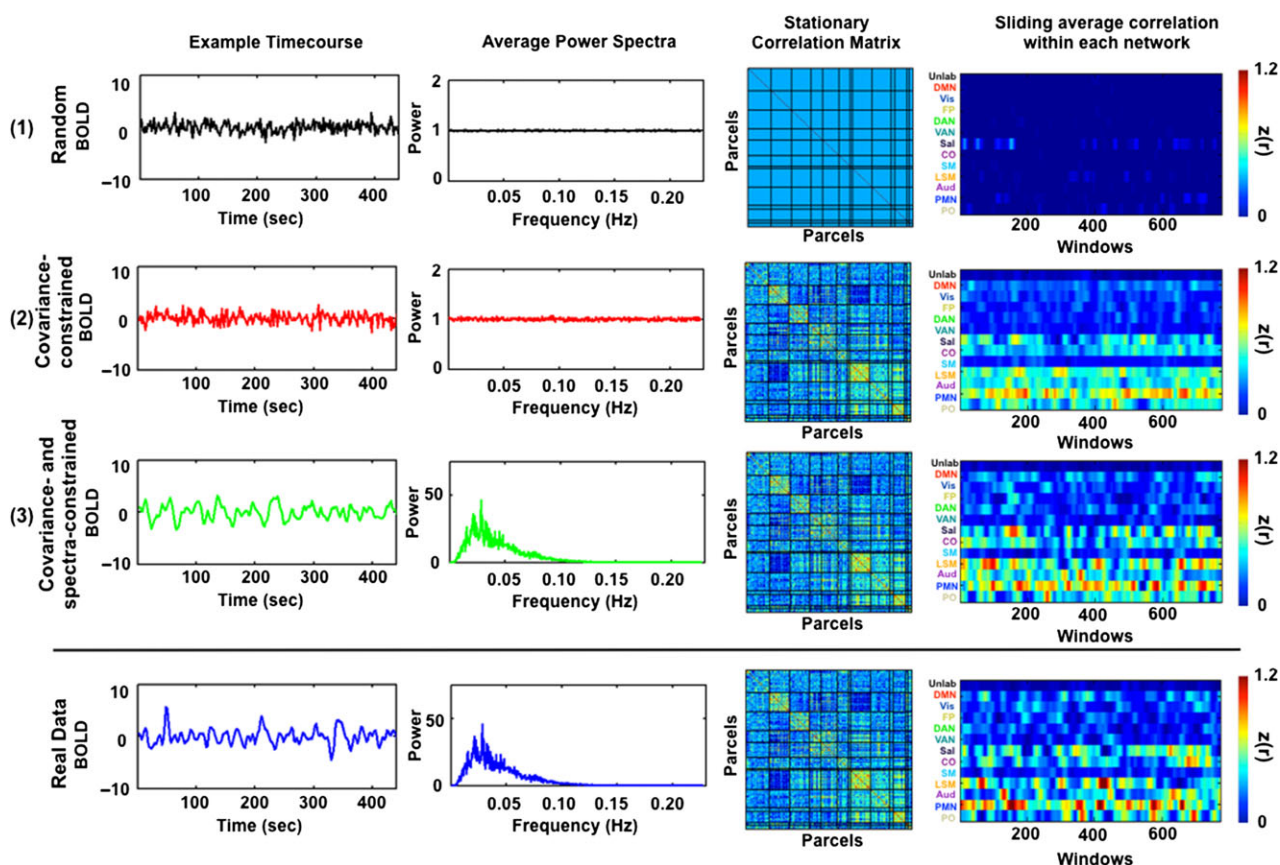 Example Timecourse
Average Power Spectra
Stationary
Correlation Matrix
Sliding average correlation
within each network
(1)
Random
BOLD
10
0
−10
100 200 300 400
Time (sec)
Power
2
1
0
0.05 0.10 0.15 0.20
Frequency (Hz)
Parcels
Parcels
Unlab
DMN
Vis
FP
DAN
VAN
Sal
CO
SM
LSM
Aud
PMN
PO
200 400 600
Windows
1.2
z(r)
0
(2)
Covariance-
constrained
BOLD
10
0
−10
100 200 300 400
Time (sec)
Power
2
1
0
0.05 0.10 0.15 0.20
Frequency (Hz)
Parcels
Parcels
Unlab
DMN
Vis
FP
DAN
VAN
Sal
CO
SM
LSM
Aud
PMN
PO
200 400 600
Windows
1.2
z(r)
0
(3)
Covariance- and
spectra-constrained
BOLD
10
0
−10
100 200 300 400
Time (sec)
Power
50
0
0.05 0.10 0.15 0.20
Frequency (Hz)
Parcels
Parcels
Unlab
DMN
Vis
FP
DAN
VAN
Sal
CO
SM
LSM
Aud
PMN
PO
200 400 600
Windows
1.2
z(r)
0
Real Data
BOLD
10
0
−10
100 200 300 400
Time (sec)
Power
50
0
0.05 0.10 0.15 0.20
Frequency (Hz)
Parcels
Parcels
Unlab
DMN
Vis
FP
DAN
VAN
Sal
CO
SM
LSM
Aud
PMN
PO
200 400 600
Windows
1.2
z(r)
0